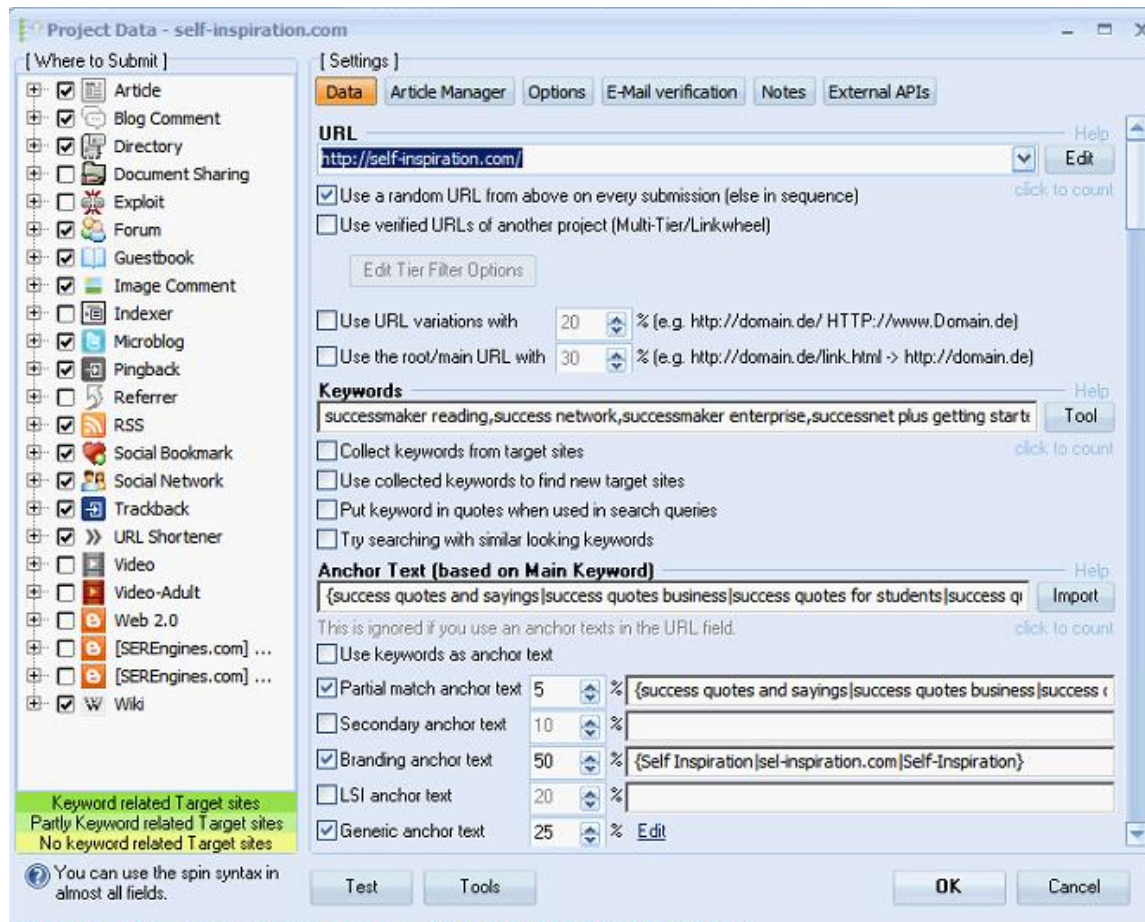 Project Data - self-inspiration.com
[ Where to Submit ]
Article
Blog Comment
Directory
Document Sharing
Exploit
Forum
Guestbook
Image Comment
Indexer
Microblog
Pingback
Referrer
RSS
Social Bookmark
Social Network
Trackback
URL Shortener
Video
Video-Adult
Web 2.0
[SEREngines.com] ...
[SEREngines.com] ...
Wiki
Keyword related Target sites
Partly Keyword related Target sites
No keyword related Target sites
You can use the spin syntax in
almost all fields.
[ Settings ]
Data Article Manager Options E-Mail verification Notes External APIs
URL Help
http://self-inspiration.com/ Edit
Use a random URL from above on every submission (else in sequence) click to count
Use verified URLs of another project (Multi-Tier/Linkwheel)
Edit Tier Filter Options
Use URL variations with 20 % (e.g. http://domain.de/ HTTP://www.Domain.de)
Use the root/main URL with 30 % (e.g. http://domain.de/link.html -> http://domain.de)
Keywords Help
successmaker reading,success network,successmaker enterprise,successnet plus getting starte Tool
Collect keywords from target sites click to count
Use collected keywords to find new target sites
Put keyword in quotes when used in search queries
Try searching with similar looking keywords
Anchor Text (based on Main Keyword) Help
{success quotes and sayings|success quotes business|success quotes for students|success qu Import
This is ignored if you use an anchor texts in the URL field. click to count
Use keywords as anchor text
Partial match anchor text 5 % {success quotes and sayings|success quotes business|success
Secondary anchor text 10 %
Branding anchor text 50 % {Self Inspiration|sel-inspiration.com|Self-Inspiration}
LSI anchor text 20 %
Generic anchor text 25 % Edit
Test Tools OK Cancel